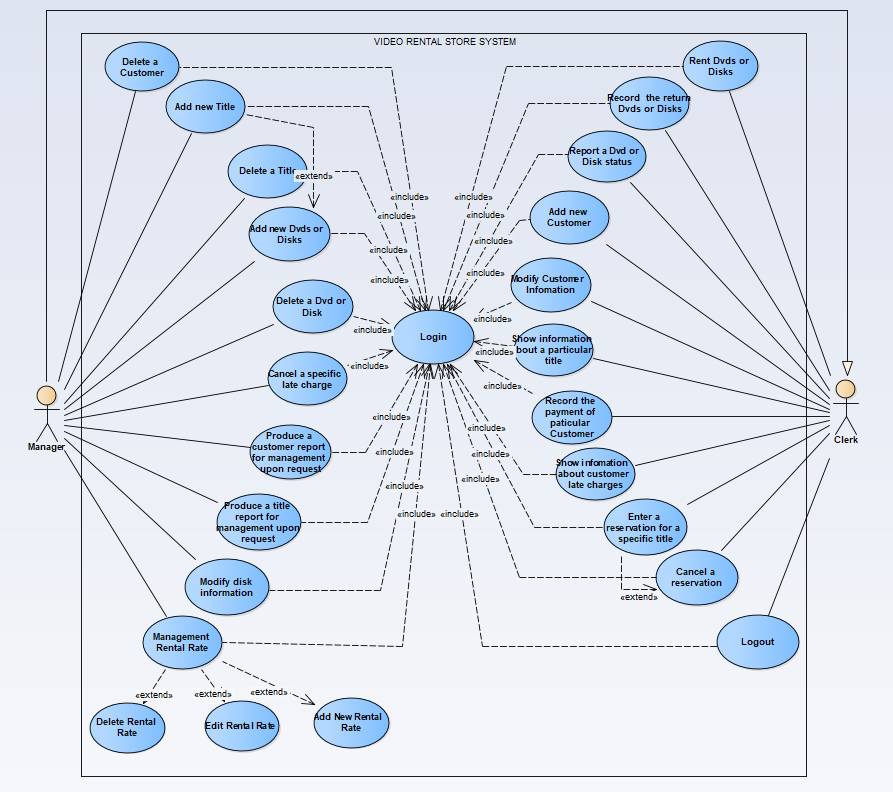 VIDEO RENTAL STORE SYSTEM
Delete a
Customer
Rent Dvds or
Disks
Add new Title
Record the return
Dvds or Disks
Report a Dvd or
Disk status
Delete a Title
«extend»
«include»
«include»
«include»
«include»
Add new
Customer
Add new Dvds or
Disks
«include»
«include»
«include»
«include»
Modify Customer
Infomation
Delete a Dvd or
Disk
«include»
«include»
Login
Show information
bout a particular
title
«include»
«include»
Cancel a specific
late charge
«include»
Record the
payment of
paticular
Customer
Manager
Clerk
«include»
«include»
Produce a
customer report
for management
upon request
«include»
«include»
Show infomation
about customer
late charges
«include»
«include»
Produce a title
report for
management upon
request
«include»
«include»
Enter a
reservation for a
specific title
Modify disk
information
Cancel a
reservation
«extend»
Management
Rental Rate
Logout
«extend»
«extend»
«extend»
Delete Rental
Rate
Edit Rental Rate
Add New Rental
Rate